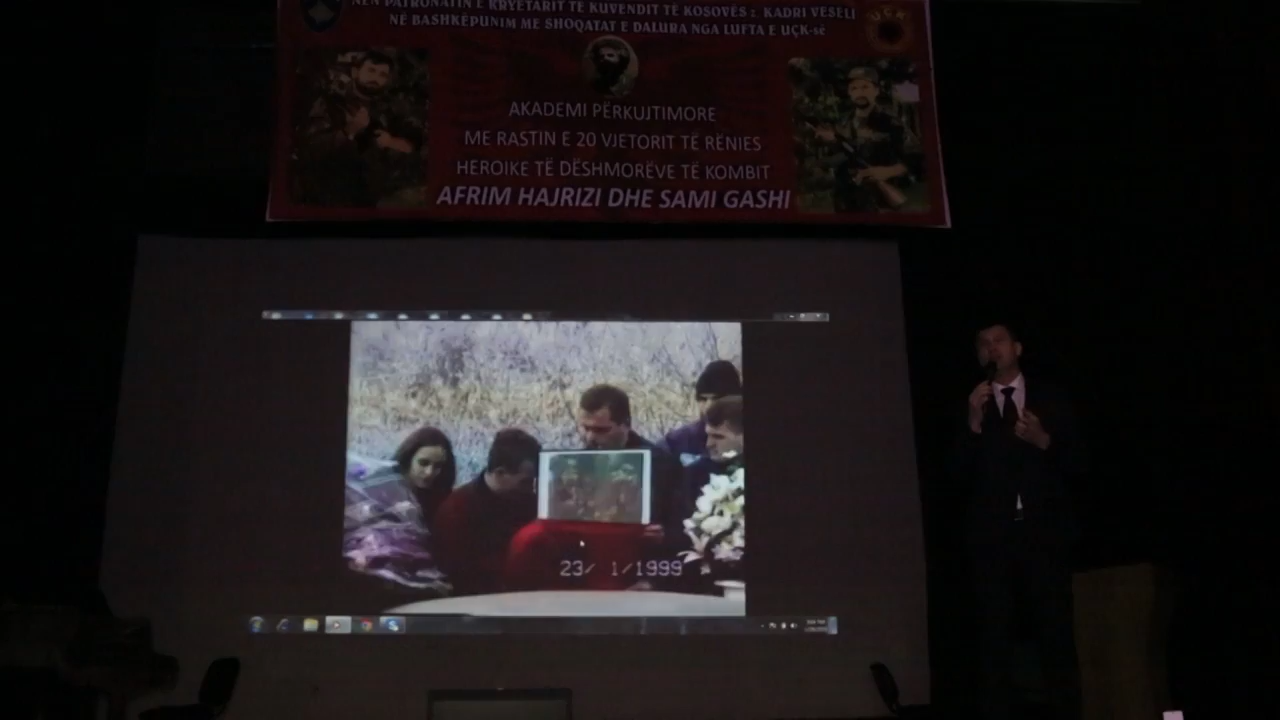 NËN PATRONATIN E KRYETARIT TË KUVENDIT TË KOSOVËS z. KADRI VESELI
NË BASHKËPUNIM ME SHOQATAT E DALURA NGA LUFTA E UÇK-së
UÇK
AKADEMI PËRKUJTIMORE
ME RASTIN E 20 VJETORIT TË RËNIES
HEROIKE TË DËSHMORËVE TË KOMBIT
AFRIM HAJRIZI DHE SAMI GASHI
23/ 1/1999